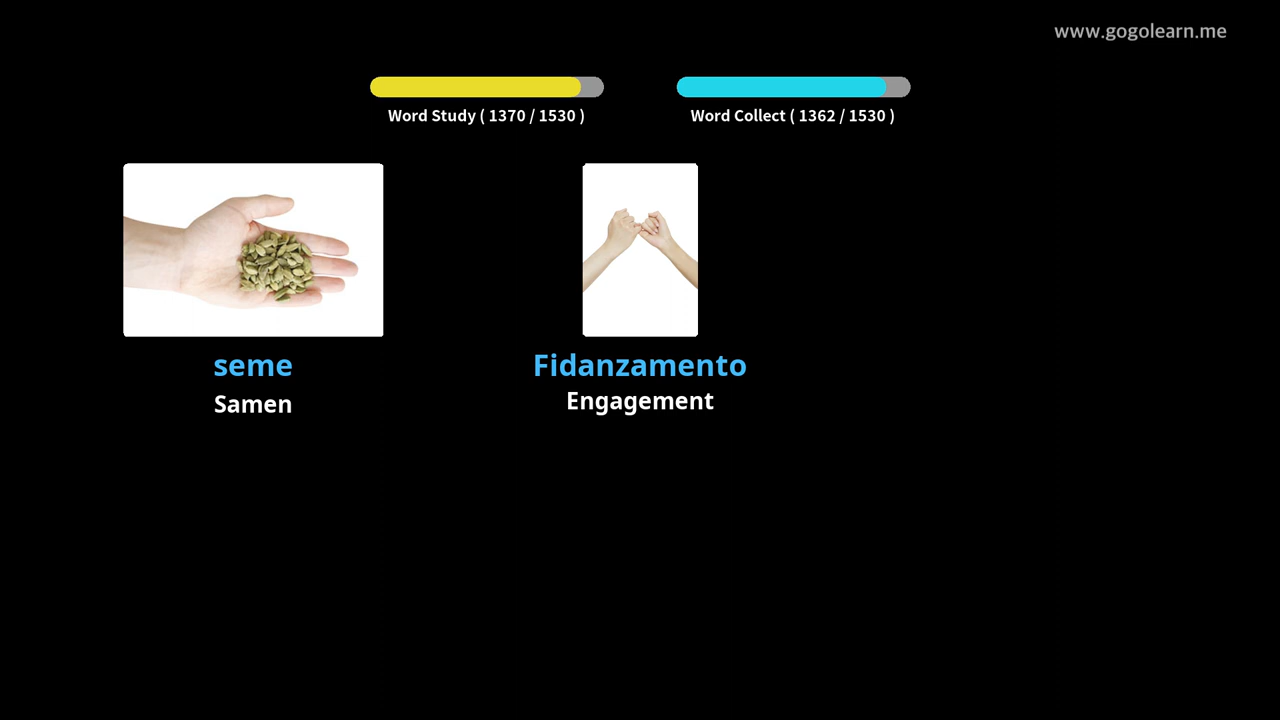 www.gogolearn.me
Word Study ( 1370 / 1530 )
Word Collect ( 1362 / 1530 )
seme
Samen
Fidanzamento
Engagement